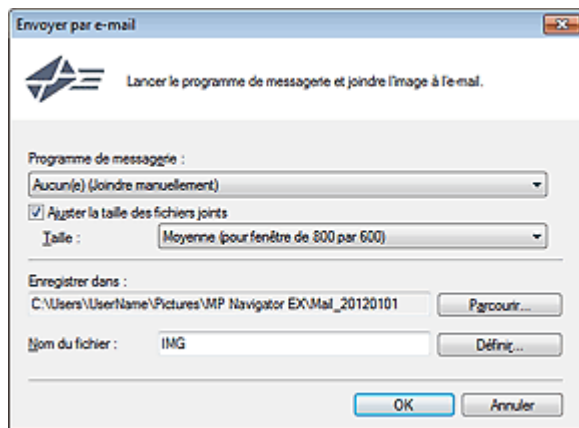 Envoyer par e-mail
Lancer le programme de messagerie et joindre l'image à l'e-mail.
Programme de messagerie :
Aucun(e) (Joindre manuellement)
Ajuster la taille des fichiers joints
Taille : Moyenne (pour fenêtre de 800 par 600)
Enregistrer dans :
C:\Users\UserName\Pictures\MP Navigator EX\Mail_20120101 Parcourir...
Nom du fichier : IMG Définir...
OK Annuler